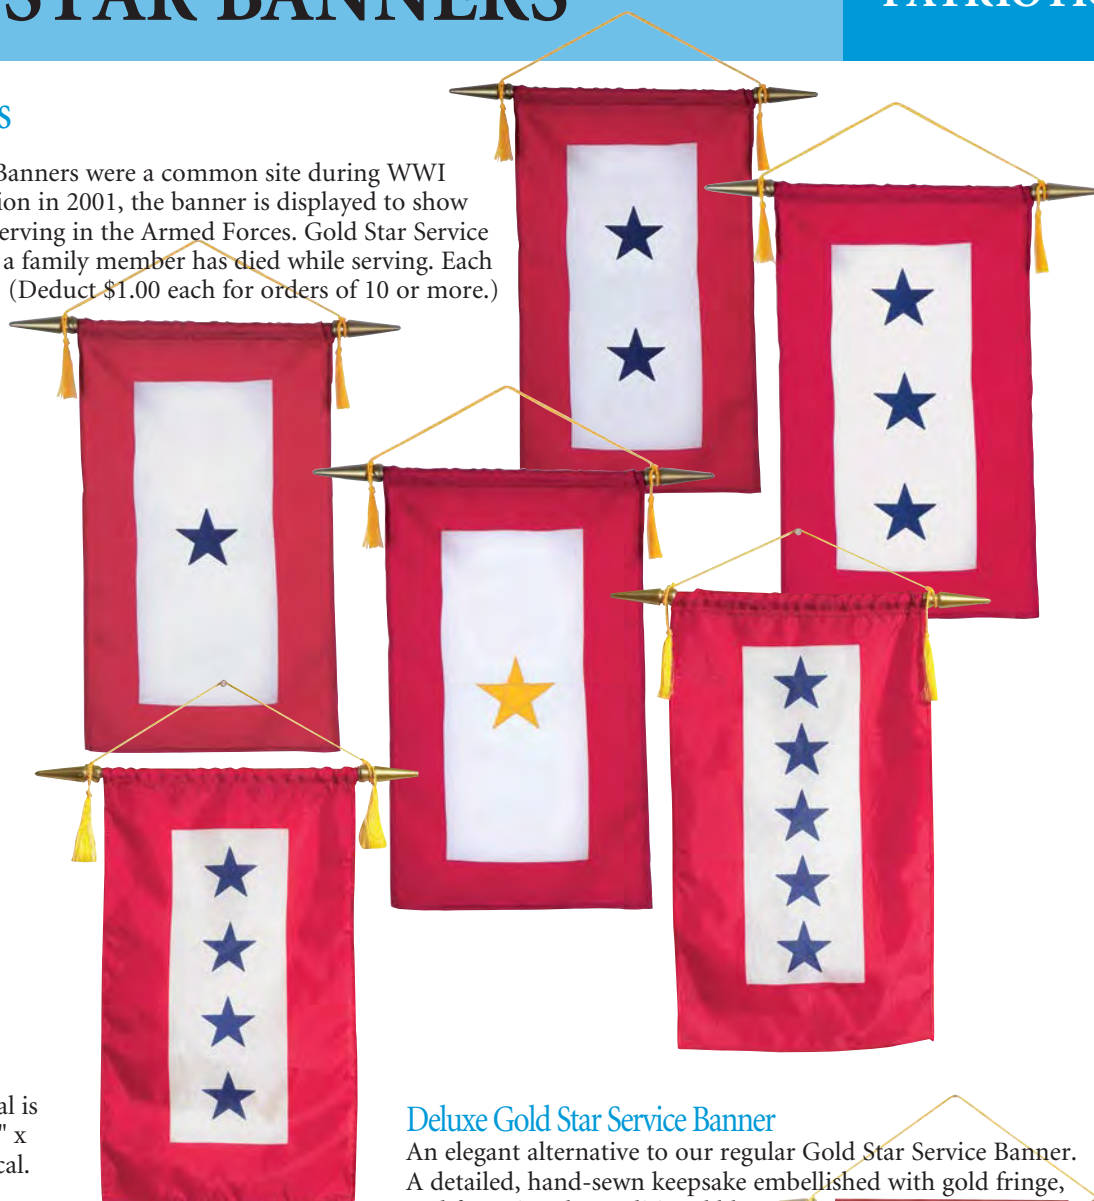 STAR BANNERS
PATRIOTIC
s
Banners were a common site during WWI
ion in 2001, the banner is displayed to show
erving in the Armed Forces. Gold Star Service
a family member has died while serving. Each
(Deduct $1.00 each for orders of 10 or more.)
al is
" x
cal.
Deluxe Gold Star Service Banner
An elegant alternative to our regular Gold Star Service Banner.
A detailed, hand-sewn keepsake embellished with gold fringe,